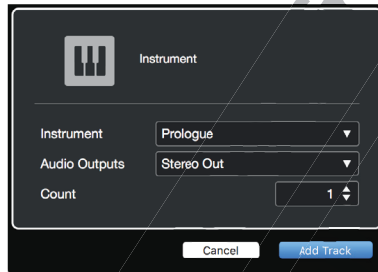 Instrument
Instrument Prologue
Audio Outputs Stereo Out
Count 1
Cancel Add Track